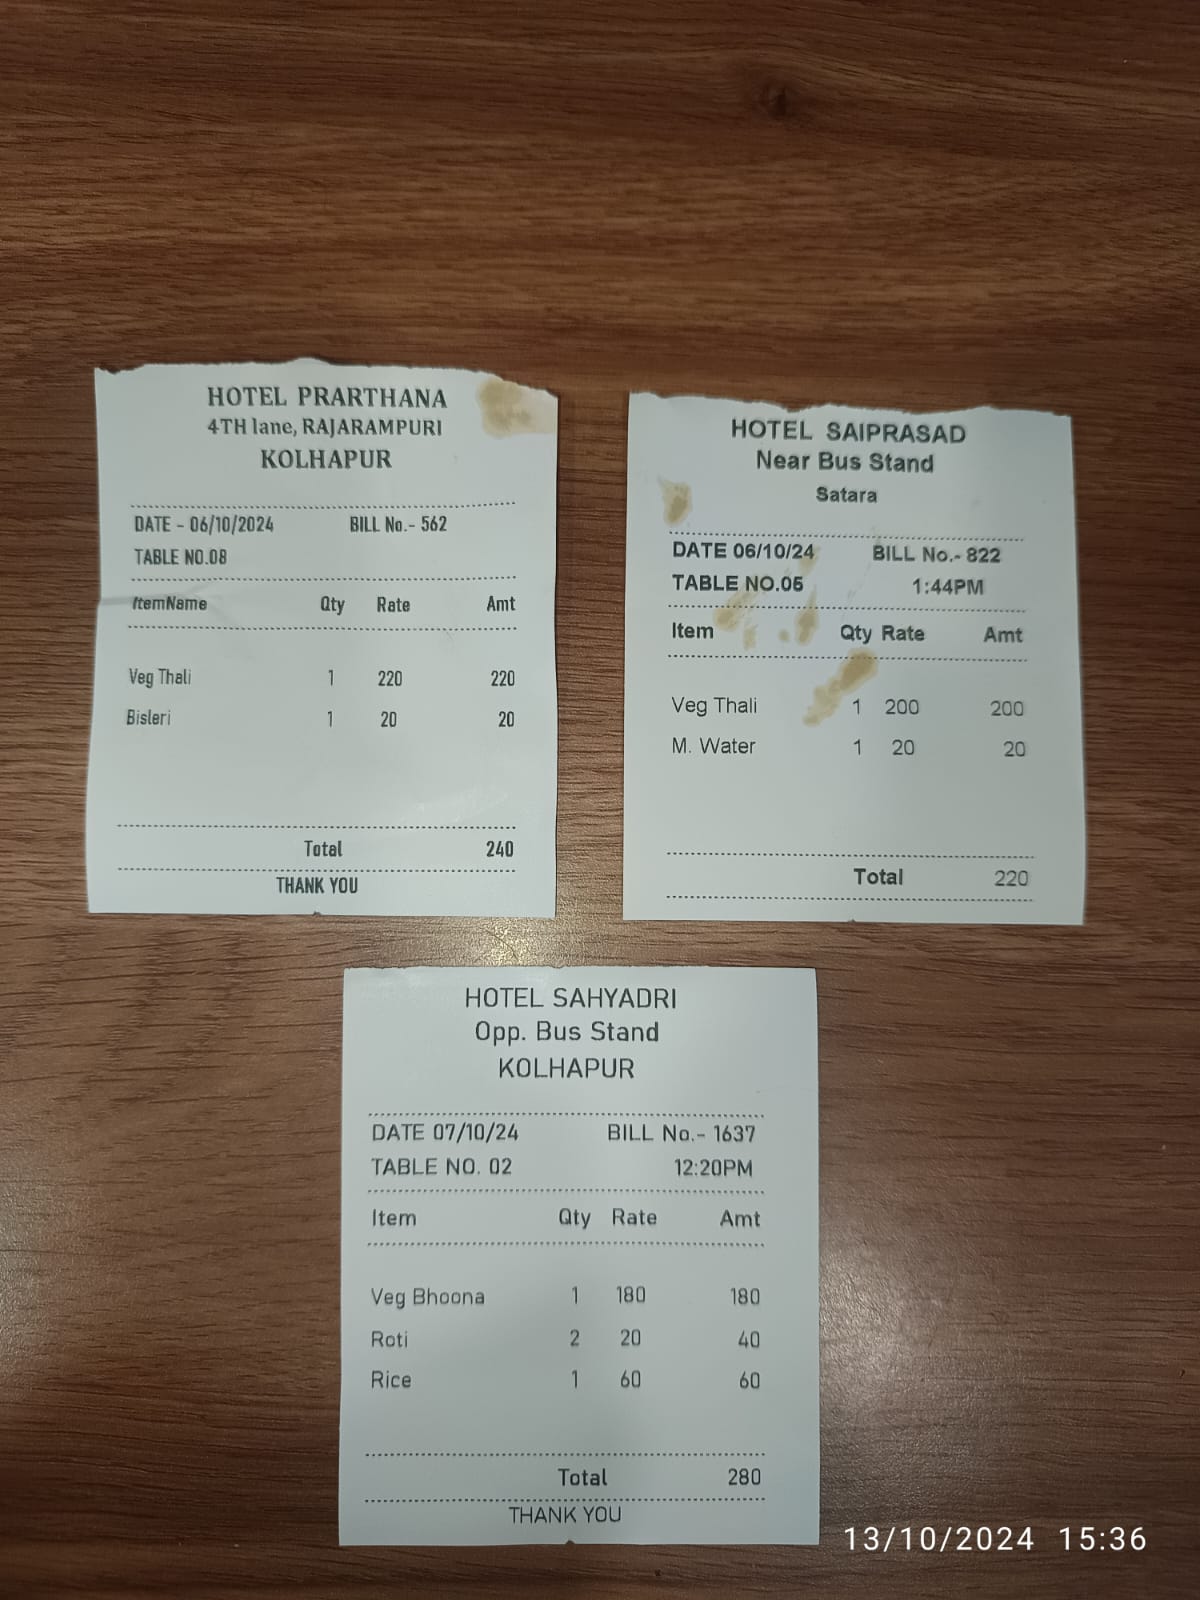 HOTEL PRARTHANA
4TH lane, RAJARAMPURI
KOLHAPUR
DATE - 06/10/2024 BILL No.- 562
TABLE NO.08
ItemName Qty Rate Amt
Veg Thali 1 220 220
Bisleri 1 20 20
Total 240
THANK YOU
HOTEL SAIPRASAD
Near Bus Stand
Satara
DATE 06/10/24 BILL No.- 822
TABLE NO.05 1:44PM
Item Qty Rate Amt
Veg Thali 1 200 200
M. Water 1 20 20
Total 220
HOTEL SAHYADRI
Opp. Bus Stand
KOLHAPUR
DATE 07/10/24 BILL No.- 1637
TABLE NO. 02 12:20PM
Item Qty Rate Amt
Veg Bhoona 1 180 180
Roti 2 20 40
Rice 1 60 60
Total 280
THANK YOU
13/10/2024 15:36